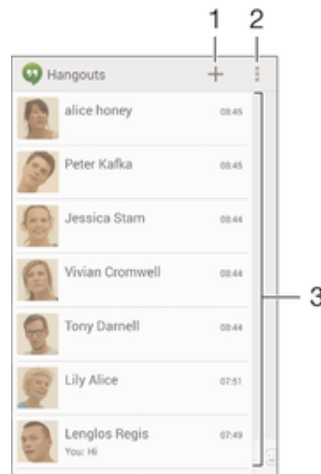 1 2
Hangouts
alice honey 08:45
Peter Kafka 08:45
Jessica Stam 08:44
Vivian Cromwell 08:44
Tony Darnell 08:44
3
Lily Alice 07:51
Lenglos Regis 07:49
You: Hi